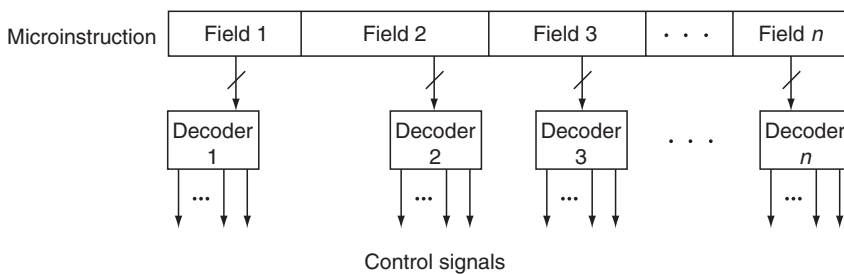 Microinstruction Field 1 Field 2 Field 3 . . . Field n
Decoder 1 Decoder 2 Decoder 3 . . . Decoder n
... ... ... ...
Control signals